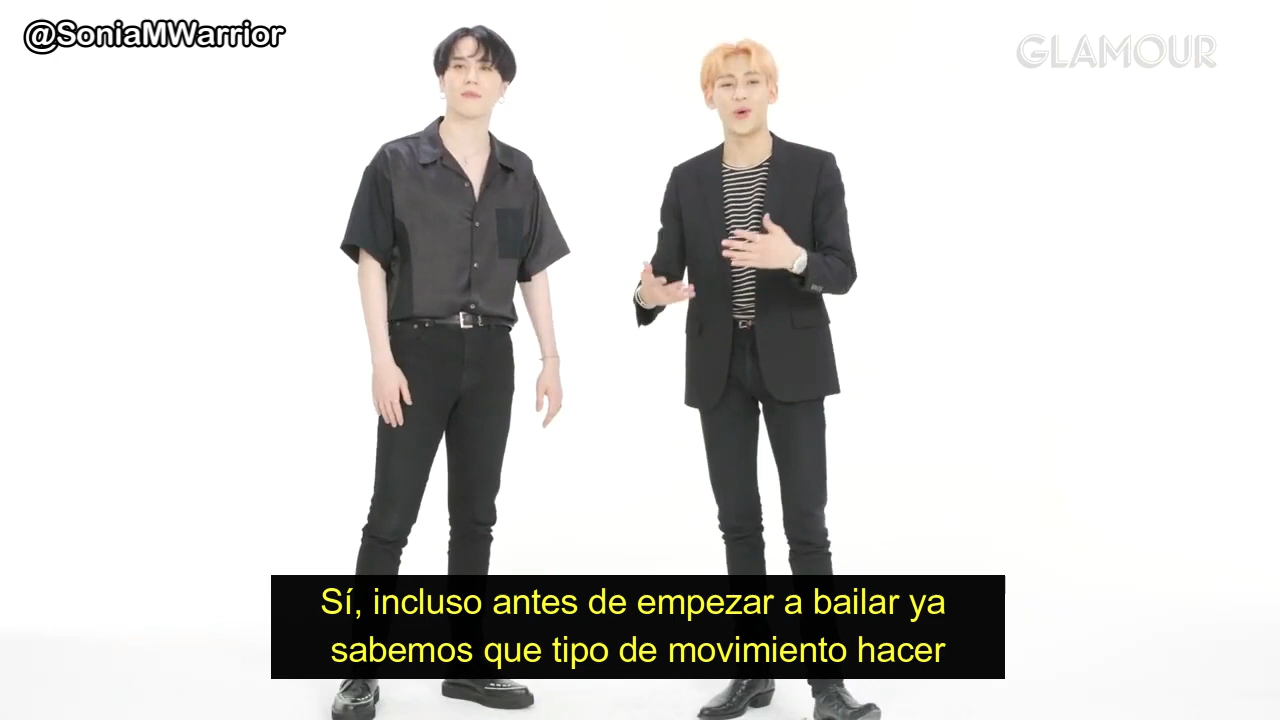 @SoniaMWarrior
GLAMOUR
Sí, incluso antes de empezar a bailar ya
sabemos que tipo de movimiento hacer